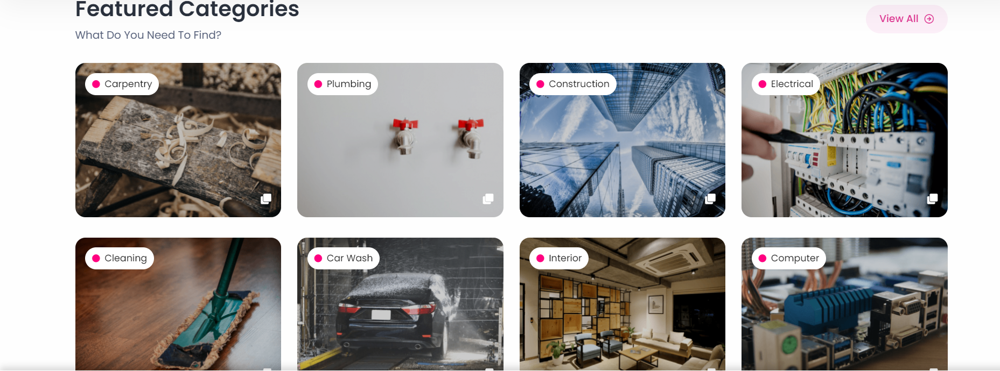 Featured Categories
View All
What Do You Need To Find?
Carpentry
Plumbing
Construction
Electrical
Cleaning
Car Wash
Interior
Computer